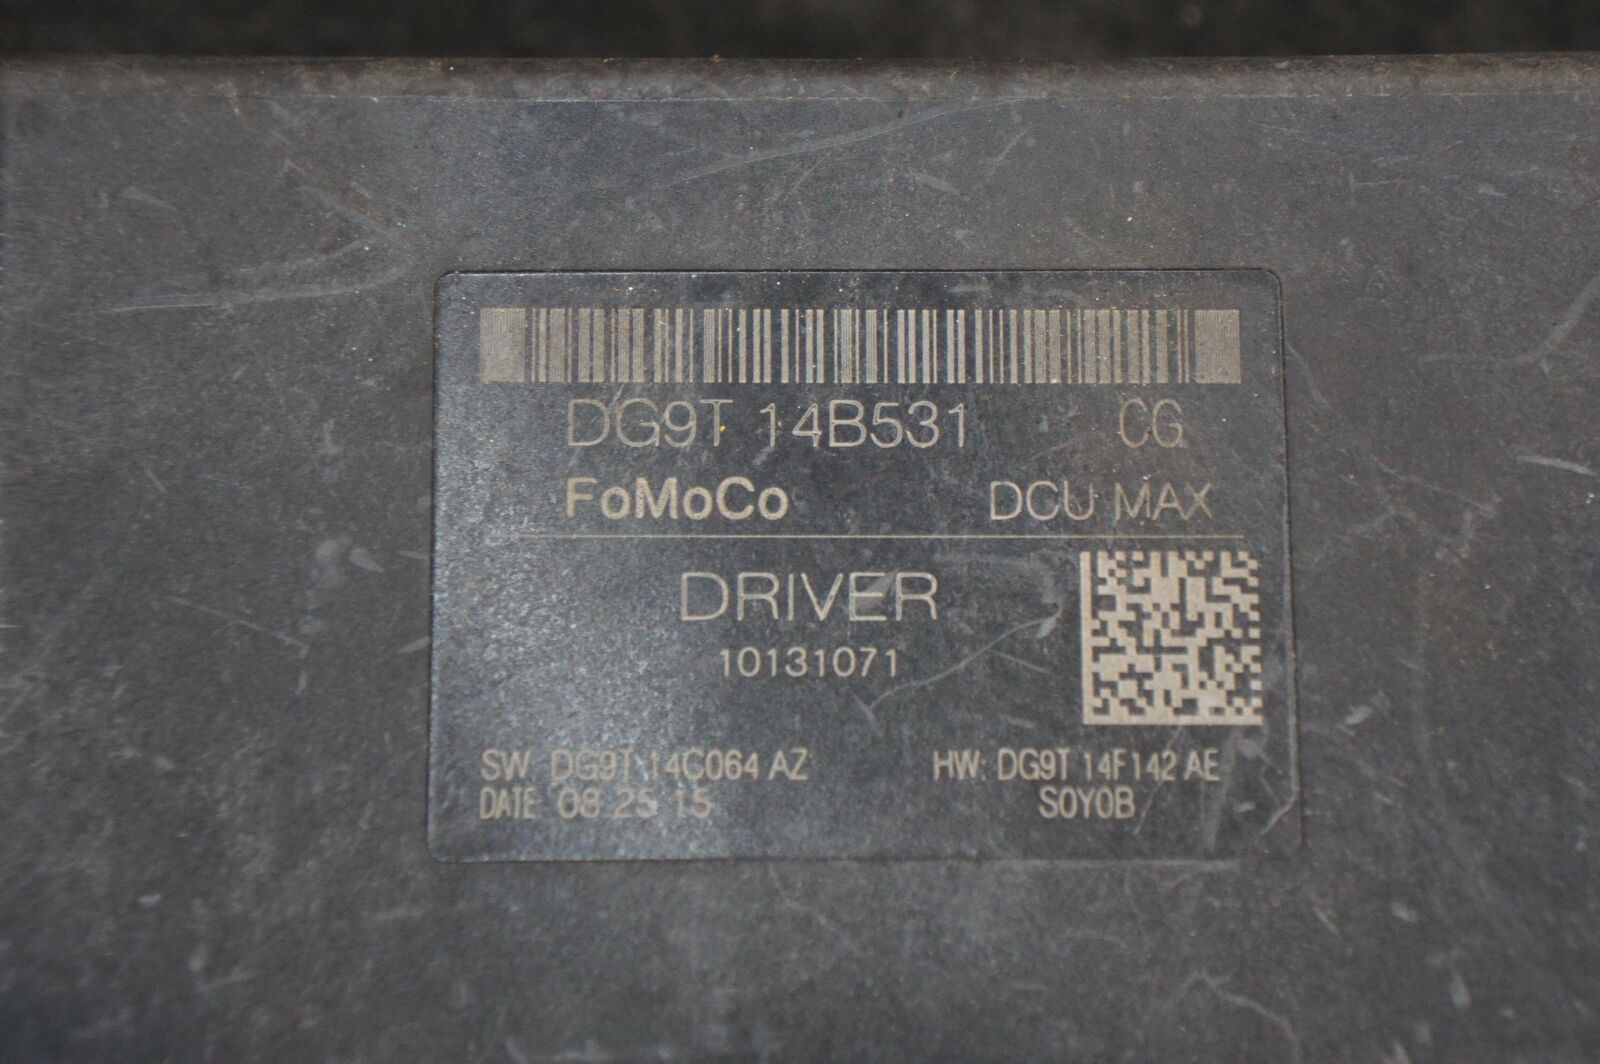 DG9T 14B531 CG
FoMoCo DCU MAX
DRIVER
10131071
SW: DG9T 14C064 AZ HW: DG9T 14F142 AE
DATE: 08 25 15 S0Y0B